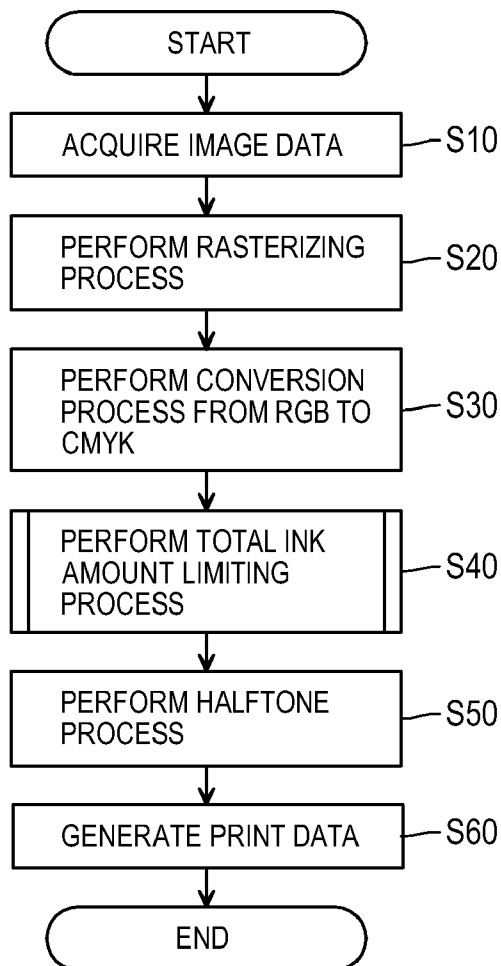 START
ACQUIRE IMAGE DATA
S10
PERFORM RASTERIZING
PROCESS
S20
PERFORM CONVERSION
PROCESS FROM RGB TO
CMYK
S30
PERFORM TOTAL INK
AMOUNT LIMITING
PROCESS
S40
PERFORM HALFTONE
PROCESS
S50
GENERATE PRINT DATA
S60
END